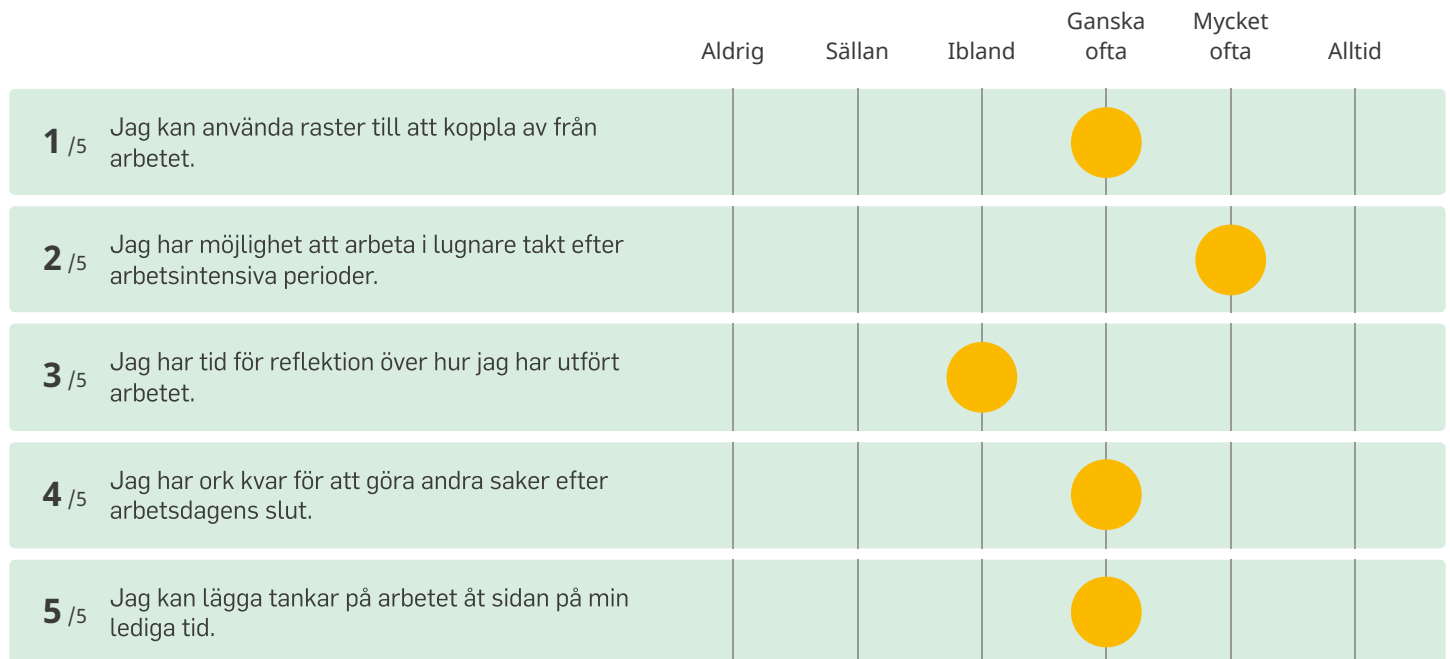 Aldrig Sällan Ibland Ganska ofta Mycket ofta Alltid
1 /5 Jag kan använda raster till att koppla av från
arbetet.
2 /5 Jag har möjlighet att arbeta i lugnare takt efter
arbetsintensiva perioder.
3 /5 Jag har tid för reflektion över hur jag har utfört
arbetet.
4 /5 Jag har ork kvar för att göra andra saker efter
arbetsdagens slut.
5 /5 Jag kan lägga tankar på arbetet åt sidan på min
lediga tid.